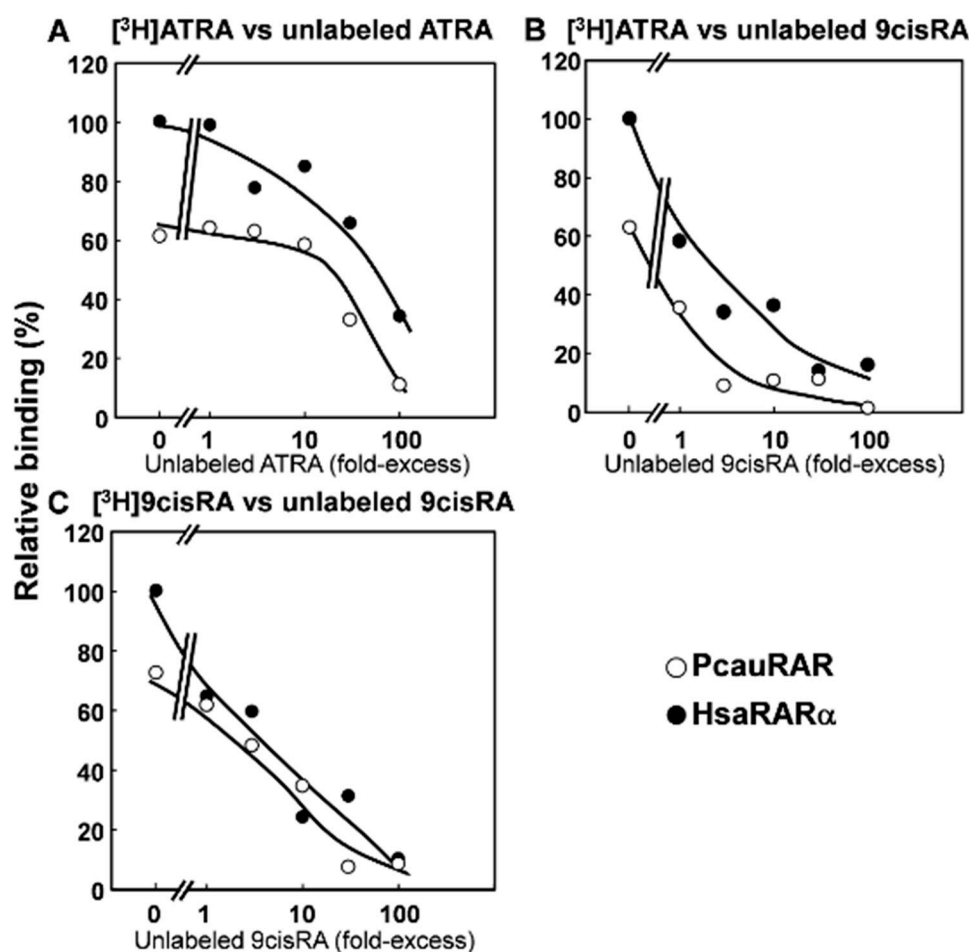 A [³H]ATRA vs unlabeled ATRA
120
100
80
60
40
20
0
0 1 10 100
Unlabeled ATRA (fold-excess)
B [³H]ATRA vs unlabeled 9cisRA
120
100
80
60
40
20
0
0 1 10 100
Unlabeled 9cisRA (fold-excess)
Relative binding (%)
C [³H]9cisRA vs unlabeled 9cisRA
120
100
80
60
40
20
0
0 1 10 100
Unlabeled 9cisRA (fold-excess)
PcauRAR
HsaRARα